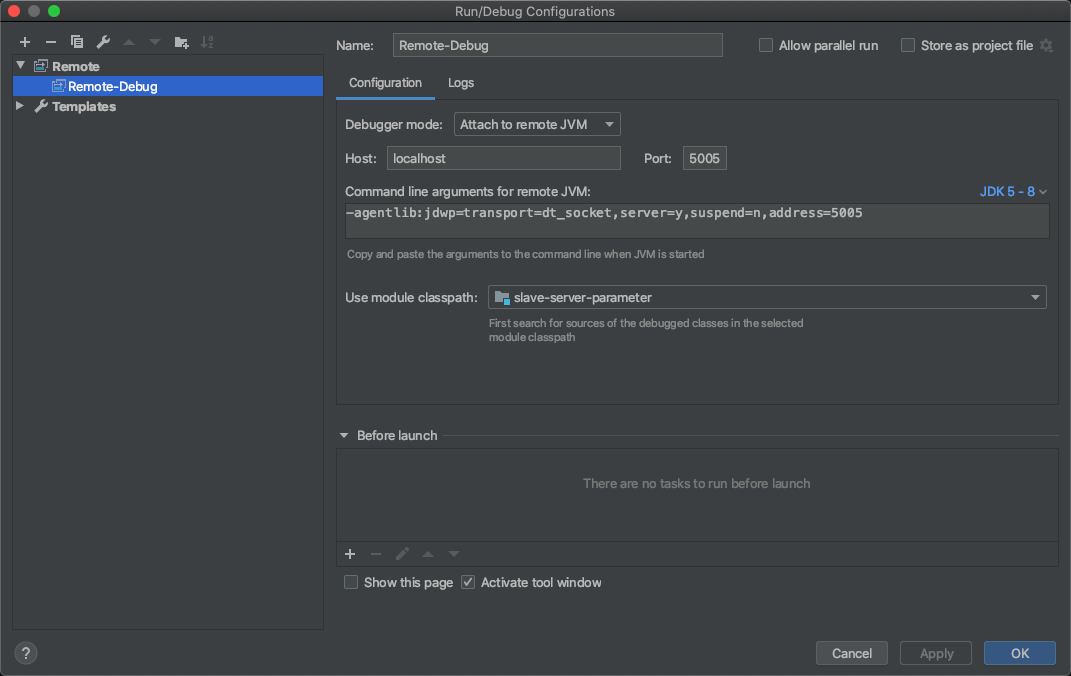 Run/Debug Configurations
Name: Remote-Debug Allow parallel run Store as project file
Remote
Remote-Debug
Templates
Configuration Logs
Debugger mode: Attach to remote JVM
Host: localhost Port: 5005
Command line arguments for remote JVM: JDK 5 - 8
-agentlib:jdwp=transport=dt_socket,server=y,suspend=n,address=5005
Copy and paste the arguments to the command line when JVM is started
Use module classpath: slave-server-parameter
First search for sources of the debugged classes in the selected
module classpath
Before launch
There are no tasks to run before launch
Show this page Activate tool window
? Cancel Apply OK